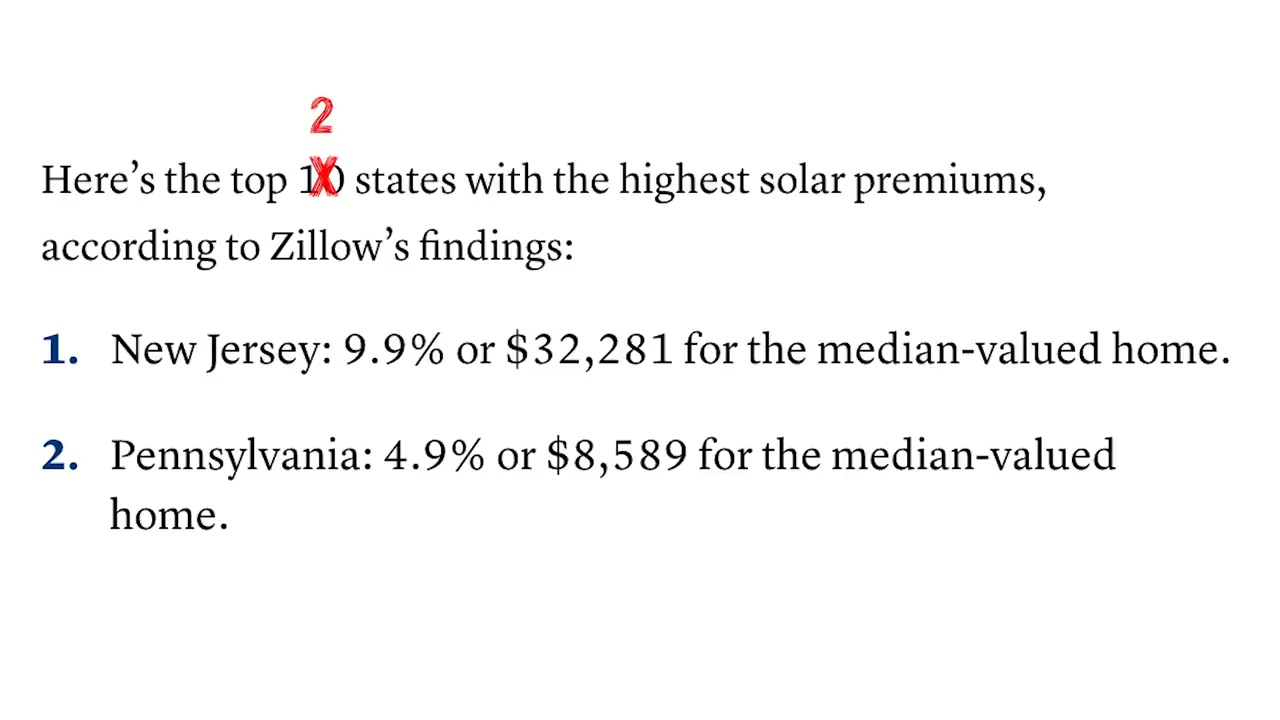 2
Here’s the top 10 states with the highest solar premiums,
according to Zillow’s findings:
1. New Jersey: 9.9% or $32,281 for the median-valued home.
2. Pennsylvania: 4.9% or $8,589 for the median-valued
home.